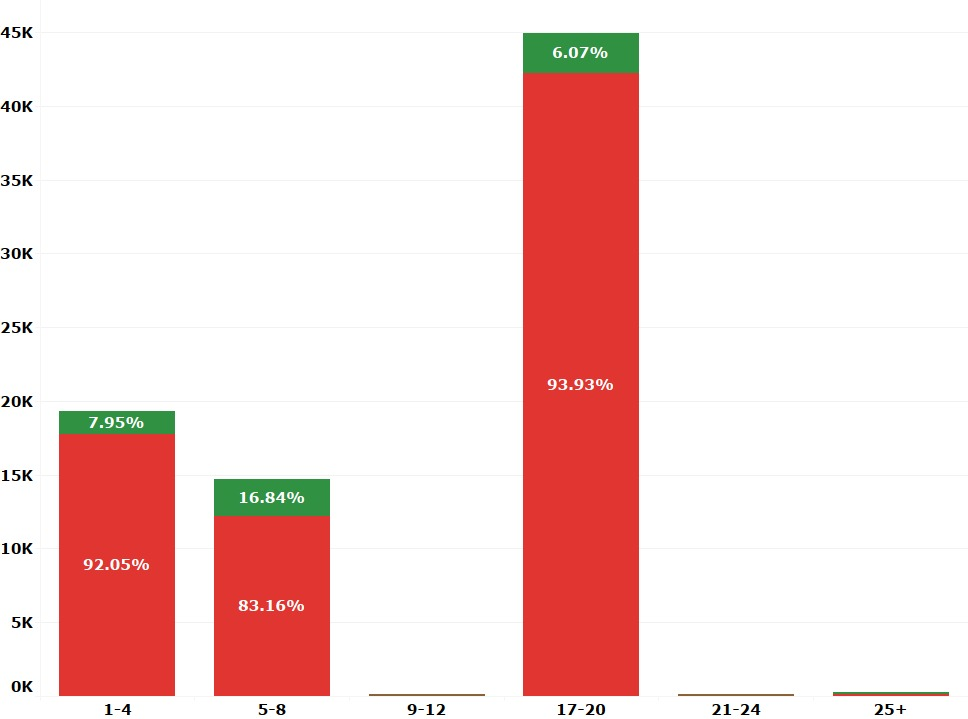 45K
6.07%
40K
35K
30K
25K
20K
93.93%
7.95%
15K
16.84%
10K
92.05%
83.16%
5K
0K
1-4 5-8 9-12 17-20 21-24 25+